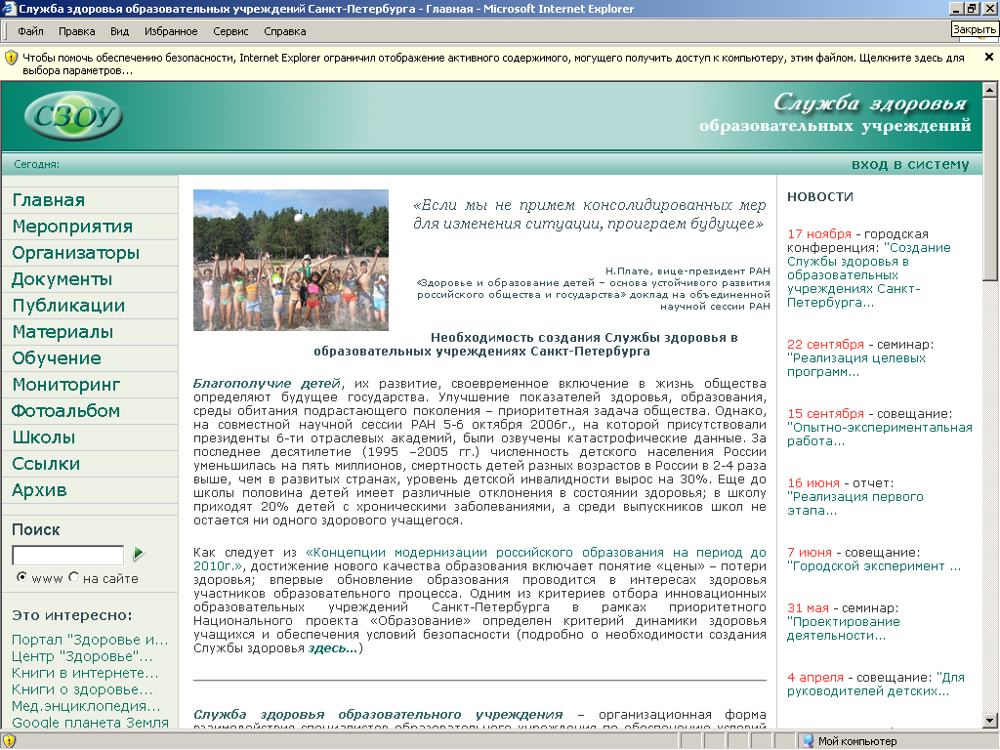 Служба здоровья образовательных учреждений Санкт-Петербурга - Главная - Microsoft Internet Explorer
Файл Правка Вид Избранное Сервис Справка
Закрыть
Чтобы помочь обеспечению безопасности, Internet Explorer ограничил отображение активного содержимого, могущего получить доступ к компьютеру, этим файлом. Щелкните здесь для
выбора параметров...
СЗОУ
Служба здоровья
образовательных учреждений
Сегодня:
вход в систему
Главная
Мероприятия
Организаторы
Документы
Публикации
Материалы
Обучение
Мониторинг
Фотоальбом
Школы
Ссылки
Архив
Поиск
www на сайте
Это интересно:
Портал "Здоровье и...
Центр "Здоровье"...
Книги в интернете...
Книги о здоровье...
Мед.энциклопедия...
Google планета Земля
«Если мы не примем консолидированных мер
для изменения ситуации, проиграем будущее»
Н.Плате, вице-президент РАН
«Здоровье и образование детей – основа устойчивого развития
российского общества и государства» доклад на объединенной
научной сессии РАН
Необходимость создания Службы здоровья в
образовательных учреждениях Санкт-Петербурга
Благополучие детей, их развитие, своевременное включение в жизнь общества
определяют будущее государства. Улучшение показателей здоровья, образования,
среды обитания подрастающего поколения – приоритетная задача общества. Однако,
на совместной научной сессии РАН 5-6 октября 2006г., на которой присутствовали
президенты 6-ти отраслевых академий, были озвучены катастрофические данные. За
последнее десятилетие (1995 –2005 гг.) численность детского населения России
уменьшилась на пять миллионов, смертность детей разных возрастов в России в 2-4 раза
выше, чем в развитых странах, уровень детской инвалидности вырос на 30%. Еще до
школы половина детей имеет различные отклонения в состоянии здоровья; в школу
приходят 20% детей с хроническими заболеваниями, а среди выпускников школ не
остается ни одного здорового учащегося.
Как следует из «Концепции модернизации российского образования на период до
2010г.», достижение нового качества образования включает понятие «цены» – потери
здоровья; впервые обновление образования проводится в интересах здоровья
участников образовательного процесса. Одним из критериев отбора инновационных
образовательных учреждений Санкт-Петербурга в рамках приоритетного
Национального проекта «Образование» определен критерий динамики здоровья
учащихся и обеспечения условий безопасности (подробно о необходимости создания
Службы здоровья здесь...)
Служба здоровья образовательного учреждения – организационная форма
взаимодействия специалистов образовательного учреждения по обеспечению условий
НОВОСТИ
17 ноября - городская
конференция: "Создание
Службы здоровья в
образовательных
учреждениях Санкт-
Петербурга...
22 сентября - семинар:
"Реализация целевых
программ...
15 сентября - совещание:
"Опытно-экспериментальная
работа...
16 июня - отчет:
"Реализация первого
этапа...
7 июня - совещание:
"Городской эксперимент ...
31 мая - семинар:
"Проектирование
деятельности...
4 апреля - совещание: "Для
руководителей детских...
Мой компьютер